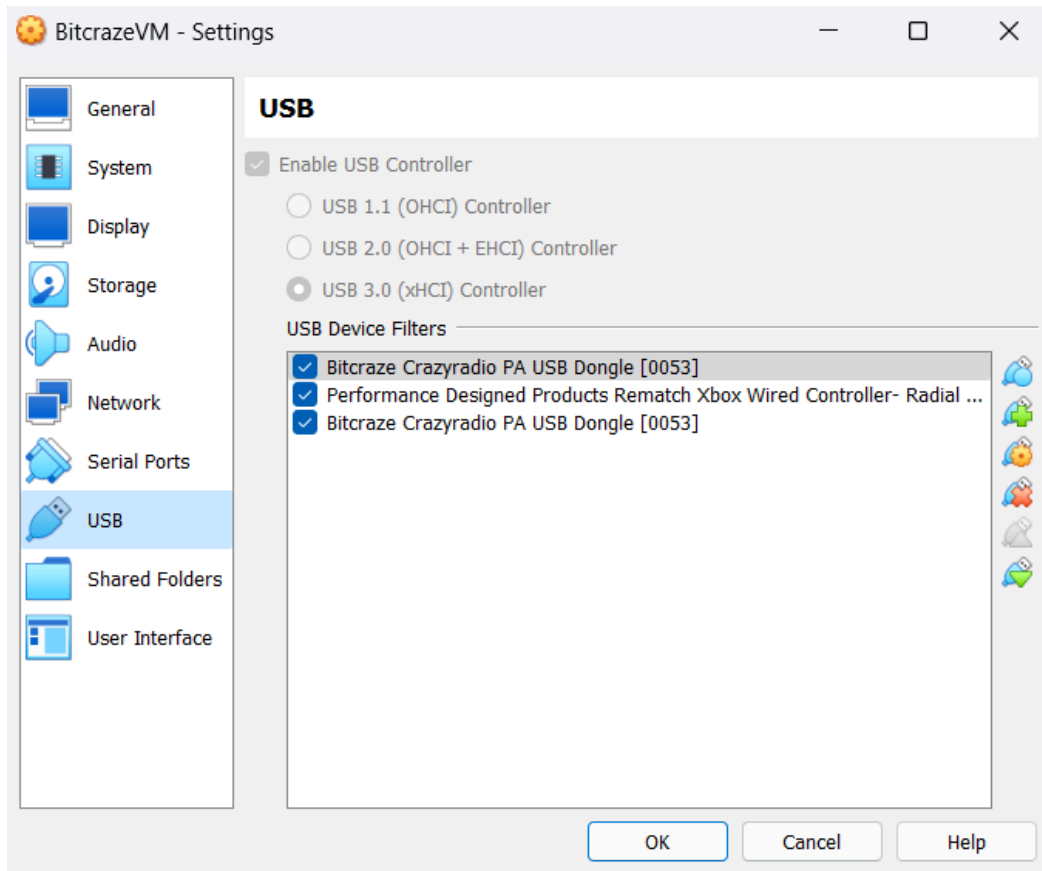 BitcrazeVM - Settings
General
System
Display
Storage
Audio
Network
Serial Ports
USB
Shared Folders
User Interface
USB
Enable USB Controller
USB 1.1 (OHCI) Controller
USB 2.0 (OHCI + EHCI) Controller
USB 3.0 (xHCI) Controller
USB Device Filters
Bitcraze Crazyradio PA USB Dongle [0053]
Performance Designed Products Rematch Xbox Wired Controller- Radial ...
Bitcraze Crazyradio PA USB Dongle [0053]
OK
Cancel
Help